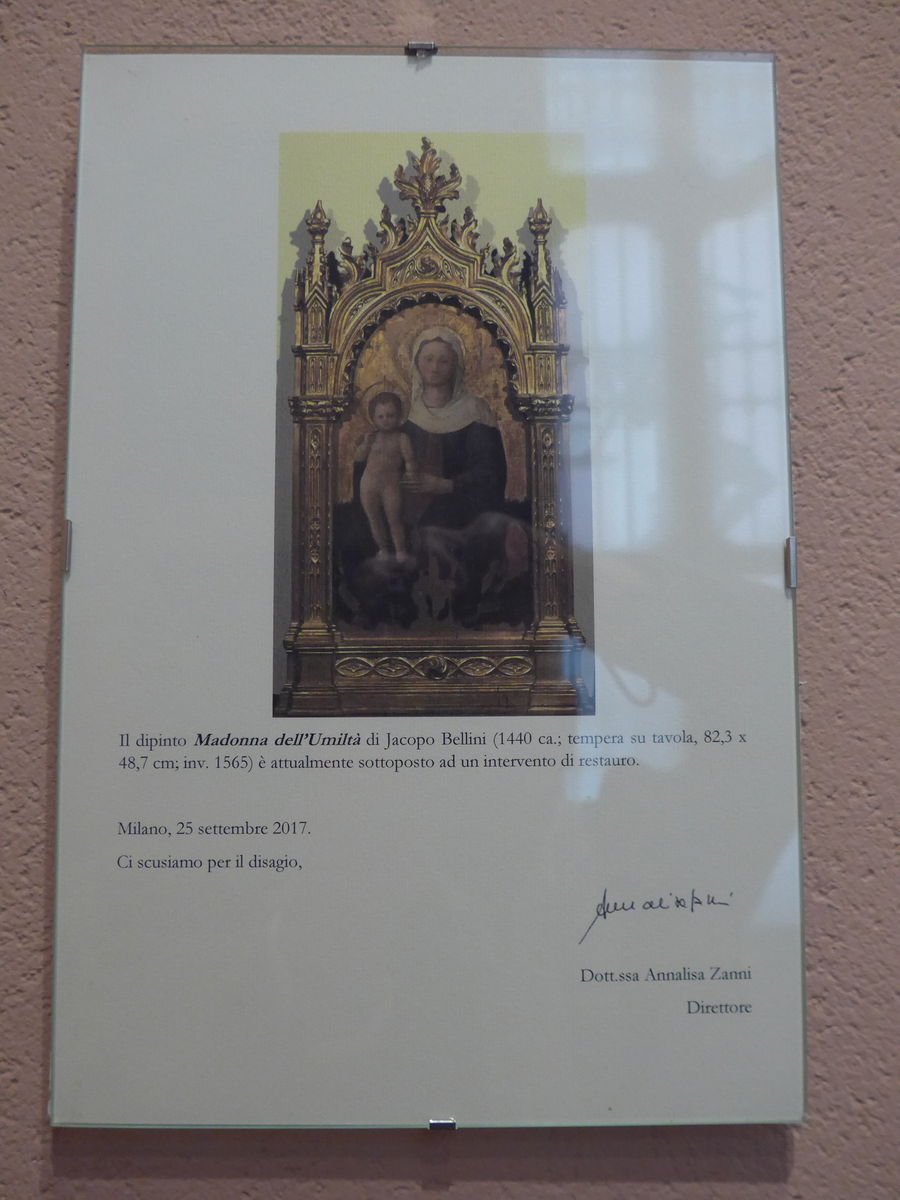 Il dipinto Madonna dell'Umiltà di Jacopo Bellini (1440 ca.; tempera su tavola, 82,3 x
48,7 cm; inv. 1565) è attualmente sottoposto ad un intervento di restauro.
Milano, 25 settembre 2017.
Ci scusiamo per il disagio,
Dott.ssa Annalisa Zanni
Direttore